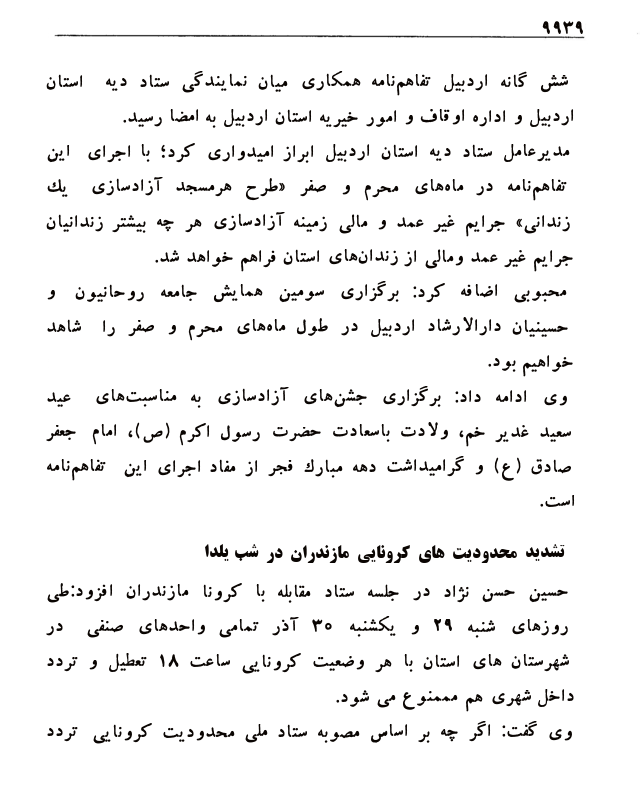 ۹۹۳۹
شش گانه اردبیل تفاهم‌نامه همکاری میان نمایندگی ستاد دیه استان
اردبیل و اداره اوقاف و امور خیریه استان اردبیل به امضا رسید.
مدیرعامل ستاد دیه استان اردبیل ابراز امیدواری کرد؛ با اجرای این
تفاهم‌نامه در ماه‌های محرم و صفر «طرح هرمسجد آزادسازی یك
زندانی» جرایم غیر عمد و مالی زمینه آزادسازی هر چه بیشتر زندانیان
جرایم غیر عمد ومالی از زندان‌های استان فراهم خواهد شد.
محبوبی اضافه کرد: برگزاری سومین همایش جامعه روحانیون و
حسینیان دارالارشاد اردبیل در طول ماه‌های محرم و صفر را شاهد
خواهیم بود.
وی ادامه داد: برگزاری جشن‌های آزادسازی به مناسبت‌های عید
سعید غدیر خم، ولادت باسعادت حضرت رسول اکرم (ص)، امام جعفر
صادق (ع) و گرامیداشت دهه مبارك فجر از مفاد اجرای این تفاهم‌نامه
است.
تشدید محدودیت های کرونایی مازندران در شب یلدا
حسین حسن نژاد در جلسه ستاد مقابله با کرونا مازندران افزود:طی
روزهای شنبه ۲۹ و یکشنبه ۳۰ آذر تمامی واحدهای صنفی در
شهرستان های استان با هر وضعیت کرونایی ساعت ۱۸ تعطیل و تردد
داخل شهری هم مممنوع می شود.
وی گفت: اگر چه بر اساس مصوبه ستاد ملی محدودیت کرونایی تردد